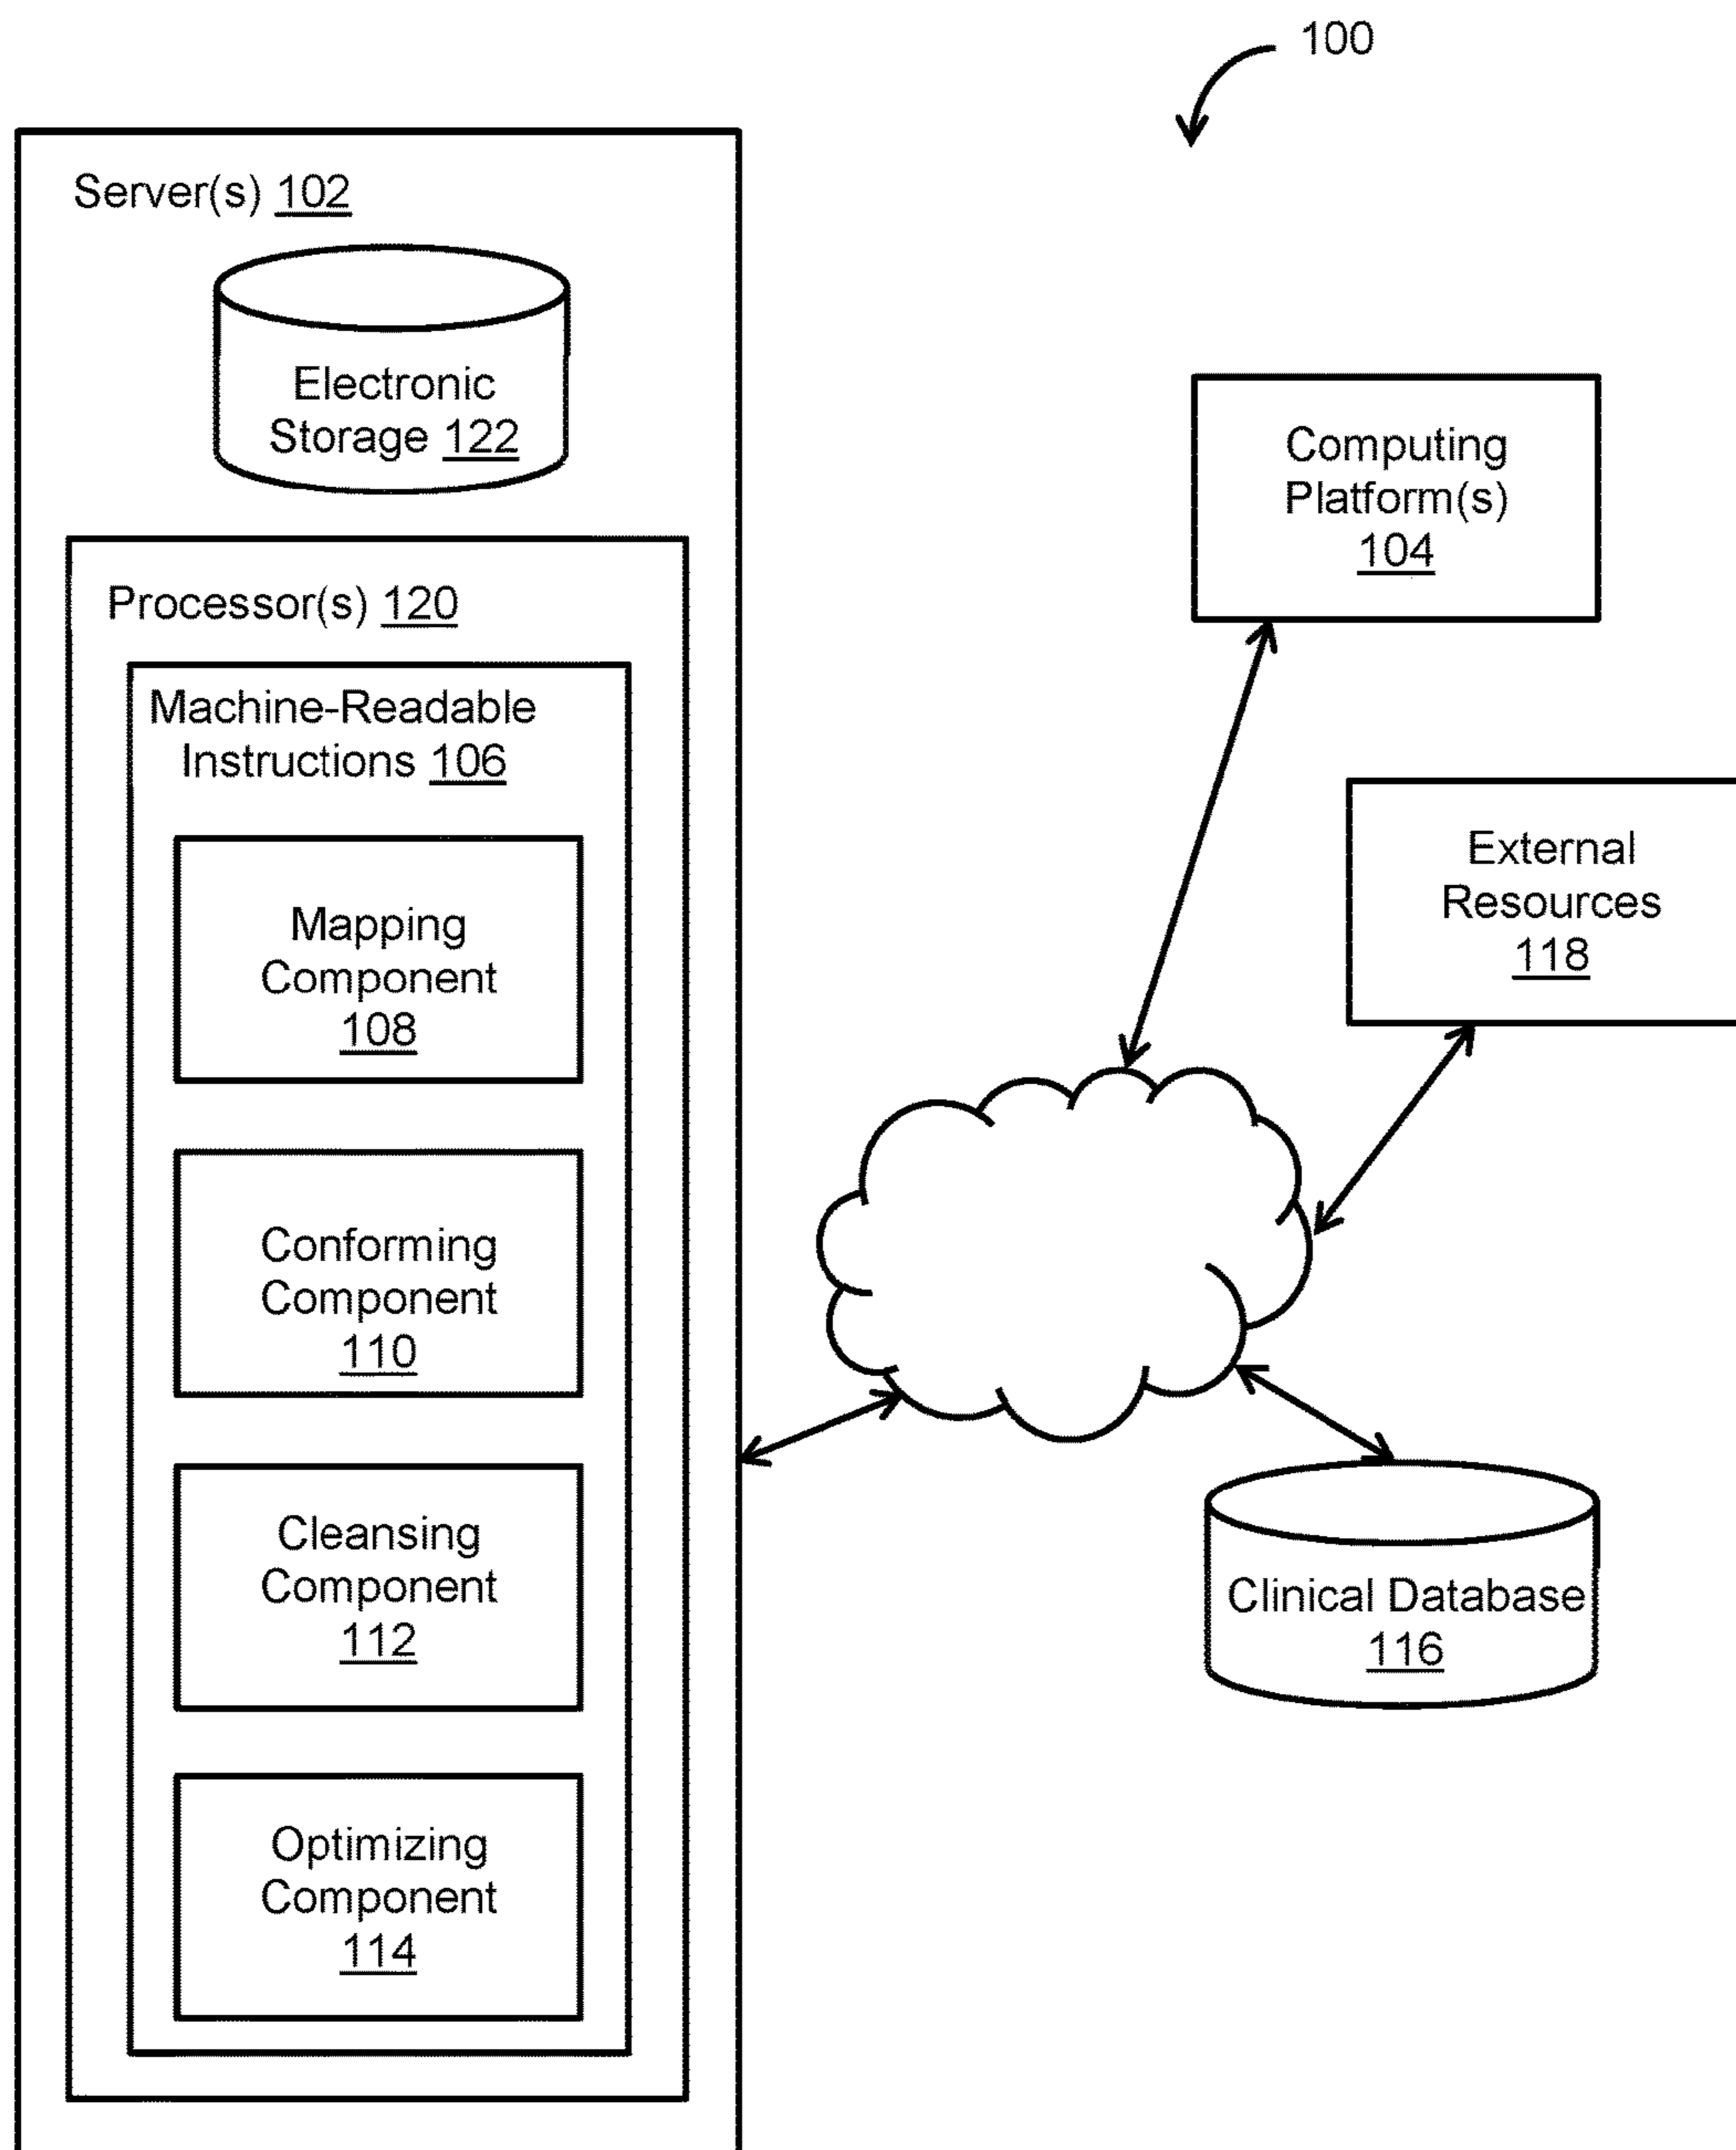 100
Server(s) 102
Electronic
Storage 122
Processor(s) 120
Machine-Readable
Instructions 106
Mapping
Component
108
Conforming
Component
110
Cleansing
Component
112
Optimizing
Component
114
Computing
Platform(s)
104
External
Resources
118
Clinical Database
116